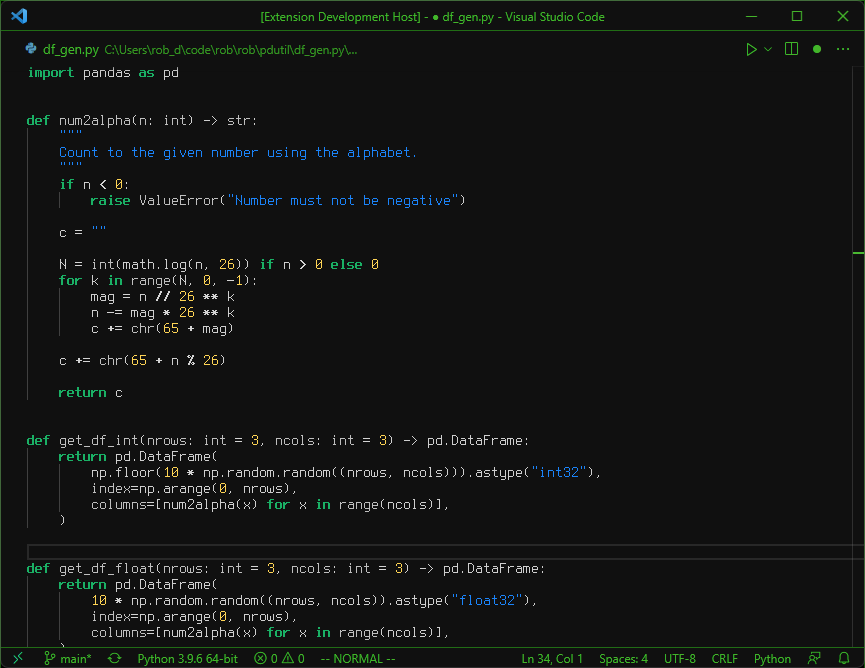 [Extension Development Host] - ● df_gen.py - Visual Studio Code
df_gen.py C:\Users\rob_d\code\rob\rob\pdutil\df_gen.py\...
import pandas as pd
def num2alpha(n: int) -> str:
    """
    Count to the given number using the alphabet.
    """
    if n < 0:
        raise ValueError("Number must not be negative")
    c = ""
    N = int(math.log(n, 26)) if n > 0 else 0
    for k in range(N, 0, -1):
        mag = n // 26 ** k
        n -= mag * 26 ** k
        c += chr(65 + mag)
    c += chr(65 + n % 26)
    return c
def get_df_int(nrows: int = 3, ncols: int = 3) -> pd.DataFrame:
    return pd.DataFrame(
        np.floor(10 * np.random.random((nrows, ncols))).astype("int32"),
        index=np.arange(0, nrows),
        columns=[num2alpha(x) for x in range(ncols)],
    )
def get_df_float(nrows: int = 3, ncols: int = 3) -> pd.DataFrame:
    return pd.DataFrame(
        10 * np.random.random((nrows, ncols)).astype("float32"),
        index=np.arange(0, nrows),
        columns=[num2alpha(x) for x in range(ncols)],
main* Python 3.9.6 64-bit 0 0 -- NORMAL -- Ln 34, Col 1 Spaces: 4 UTF-8 CRLF Python